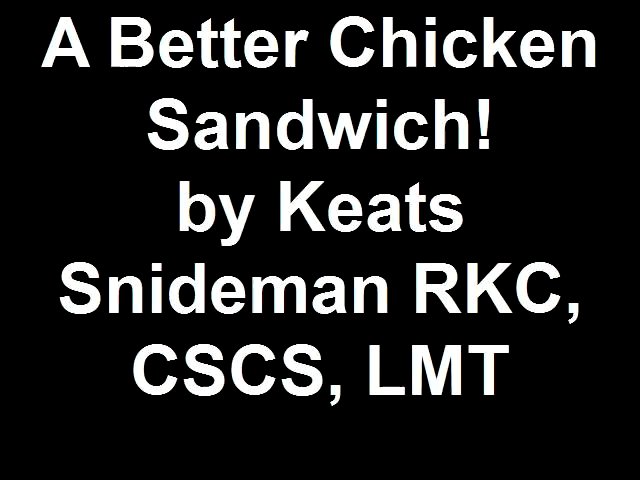 A Better Chicken
Sandwich!
by Keats
Snideman RKC,
CSCS, LMT